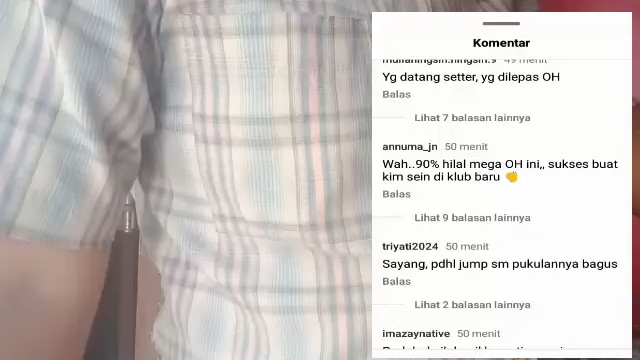 Komentar
49 menit
Yg datang setter, yg dilepas OH
Balas
Lihat 7 balasan lainnya
annuma_jn 50 menit
Wah..90% hilal mega OH ini,, sukses buat
kim sein di klub baru 👏
Balas
Lihat 9 balasan lainnya
triyati2024 50 menit
Sayang, pdhl jump sm pukulannya bagus
Balas
Lihat 2 balasan lainnya
imazaynative 50 menit